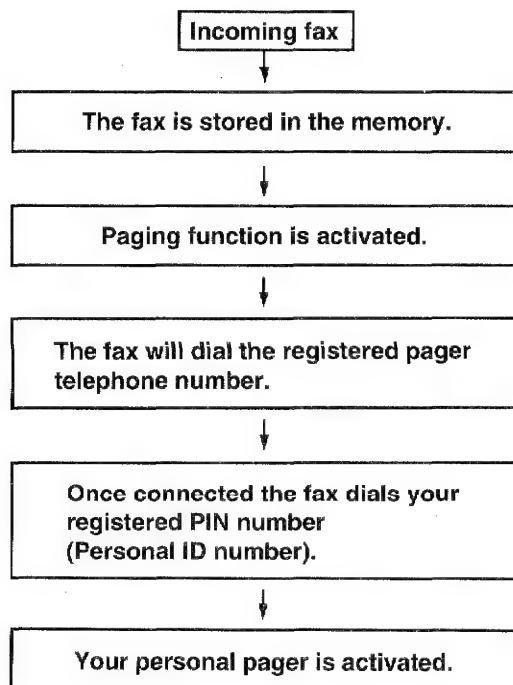 Incoming fax
The fax is stored in the memory.
Paging function is activated.
The fax will dial the registered pager
telephone number.
Once connected the fax dials your
registered PIN number
(Personal ID number).
Your personal pager is activated.